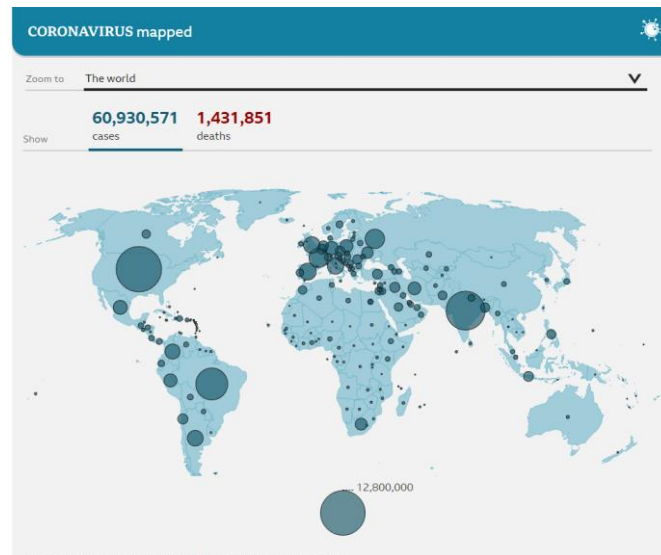 CORONAVIRUS mapped
Zoom to The world
60,930,571 1,431,851
Show cases deaths
12,800,000